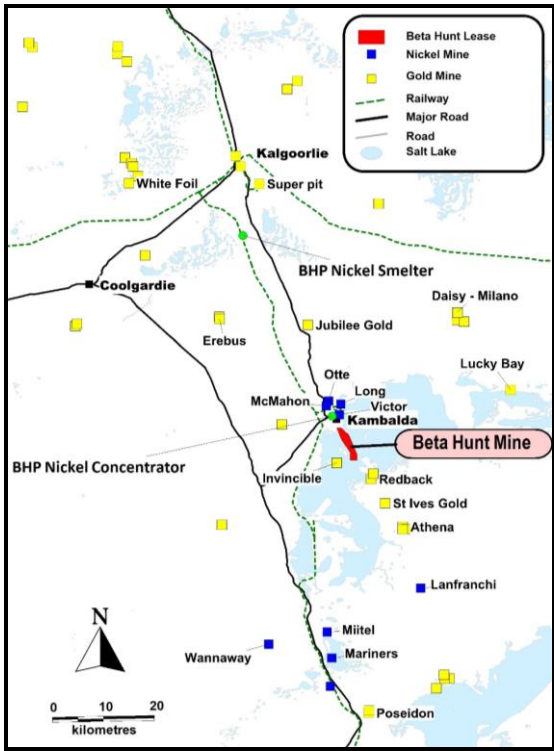 Beta Hunt Lease
Nickel Mine
Gold Mine
Railway
Major Road
Road
Salt Lake
Kalgoorlie
White Foil
Super pit
BHP Nickel Smelter
Coolgardie
Daisy - Milano
Erebus
Jubilee Gold
Lucky Bay
Otte
Long
McMahon
Victor
Kambalda
Beta Hunt Mine
BHP Nickel Concentrator
Invincible
Redback
St Ives Gold
Athena
Lanfranchi
N
Miitel
Wannaway
Mariners
0 10 20
kilometres
Poseidon